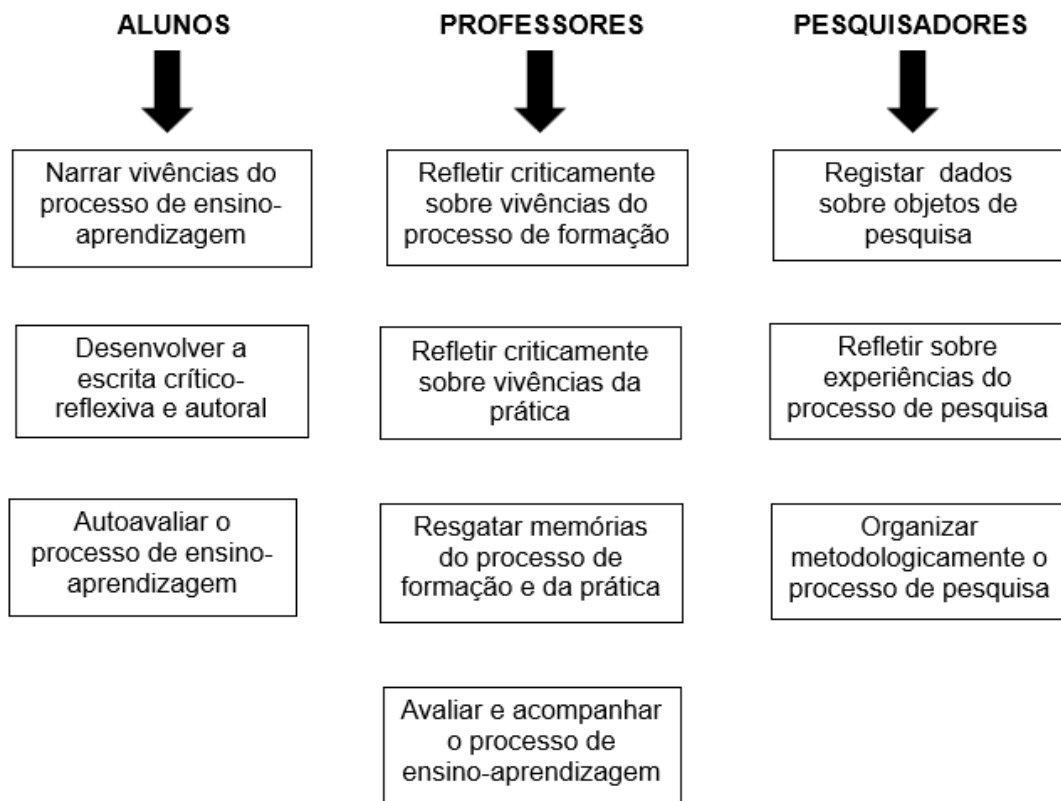 ALUNOS
Narrar vivências do
processo de ensino-
aprendizagem
Desenvolver a
escrita crítico-
reflexiva e autoral
Autoavaliar o
processo de ensino-
aprendizagem
PROFESSORES
Refletir criticamente
sobre vivências do
processo de formação
Refletir criticamente
sobre vivências da
prática
Resgatar memórias
do processo de
formação e da prática
Avaliar e acompanhar
o processo de
ensino-aprendizagem
PESQUISADORES
Registar dados
sobre objetos de
pesquisa
Refletir sobre
experiências do
processo de pesquisa
Organizar
metodologicamente o
processo de pesquisa